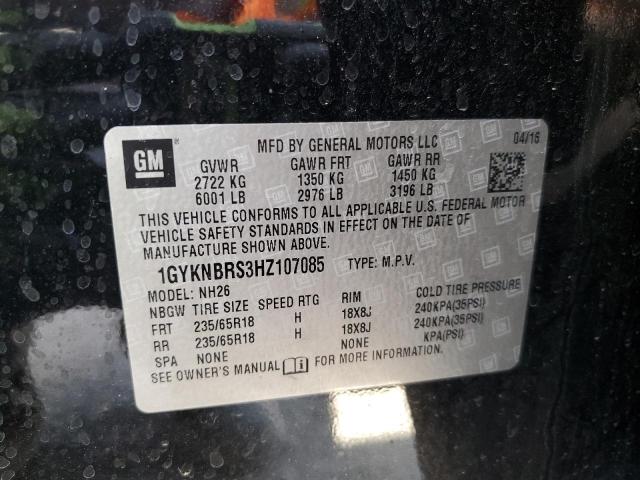 GM
MFD BY GENERAL MOTORS LLC 04/16
GVWR GAWR FRT GAWR RR
2722 KG 1350 KG 1450 KG
6001 LB 2976 LB 3196 LB
THIS VEHICLE CONFORMS TO ALL APPLICABLE U.S. FEDERAL MOTOR
VEHICLE SAFETY STANDARDS IN EFFECT ON THE DATE OF
MANUFACTURE SHOWN ABOVE.
1GYKNBRS3HZ107085 TYPE: M.P.V.
MODEL: NH26
NBGW TIRE SIZE SPEED RTG RIM COLD TIRE PRESSURE
FRT 235/65R18 H 18X8J 240KPA(35PSI)
RR 235/65R18 H 18X8J 240KPA(35PSI)
SPA NONE NONE KPA(PSI)
SEE OWNER'S MANUAL FOR MORE INFORMATION